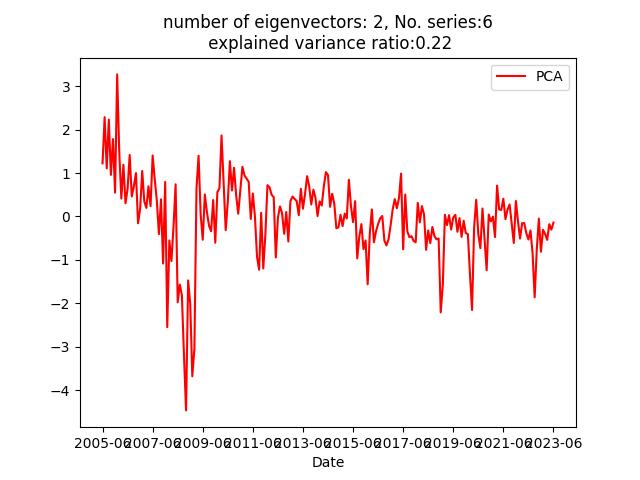 number of eigenvectors: 2, No. series:6
explained variance ratio:0.22
PCA
3
2
1
0
−1
−2
−3
−4
2005-06 2007-06 2009-06 2011-06 2013-06 2015-06 2017-06 2019-06 2021-06 2023-06
Date